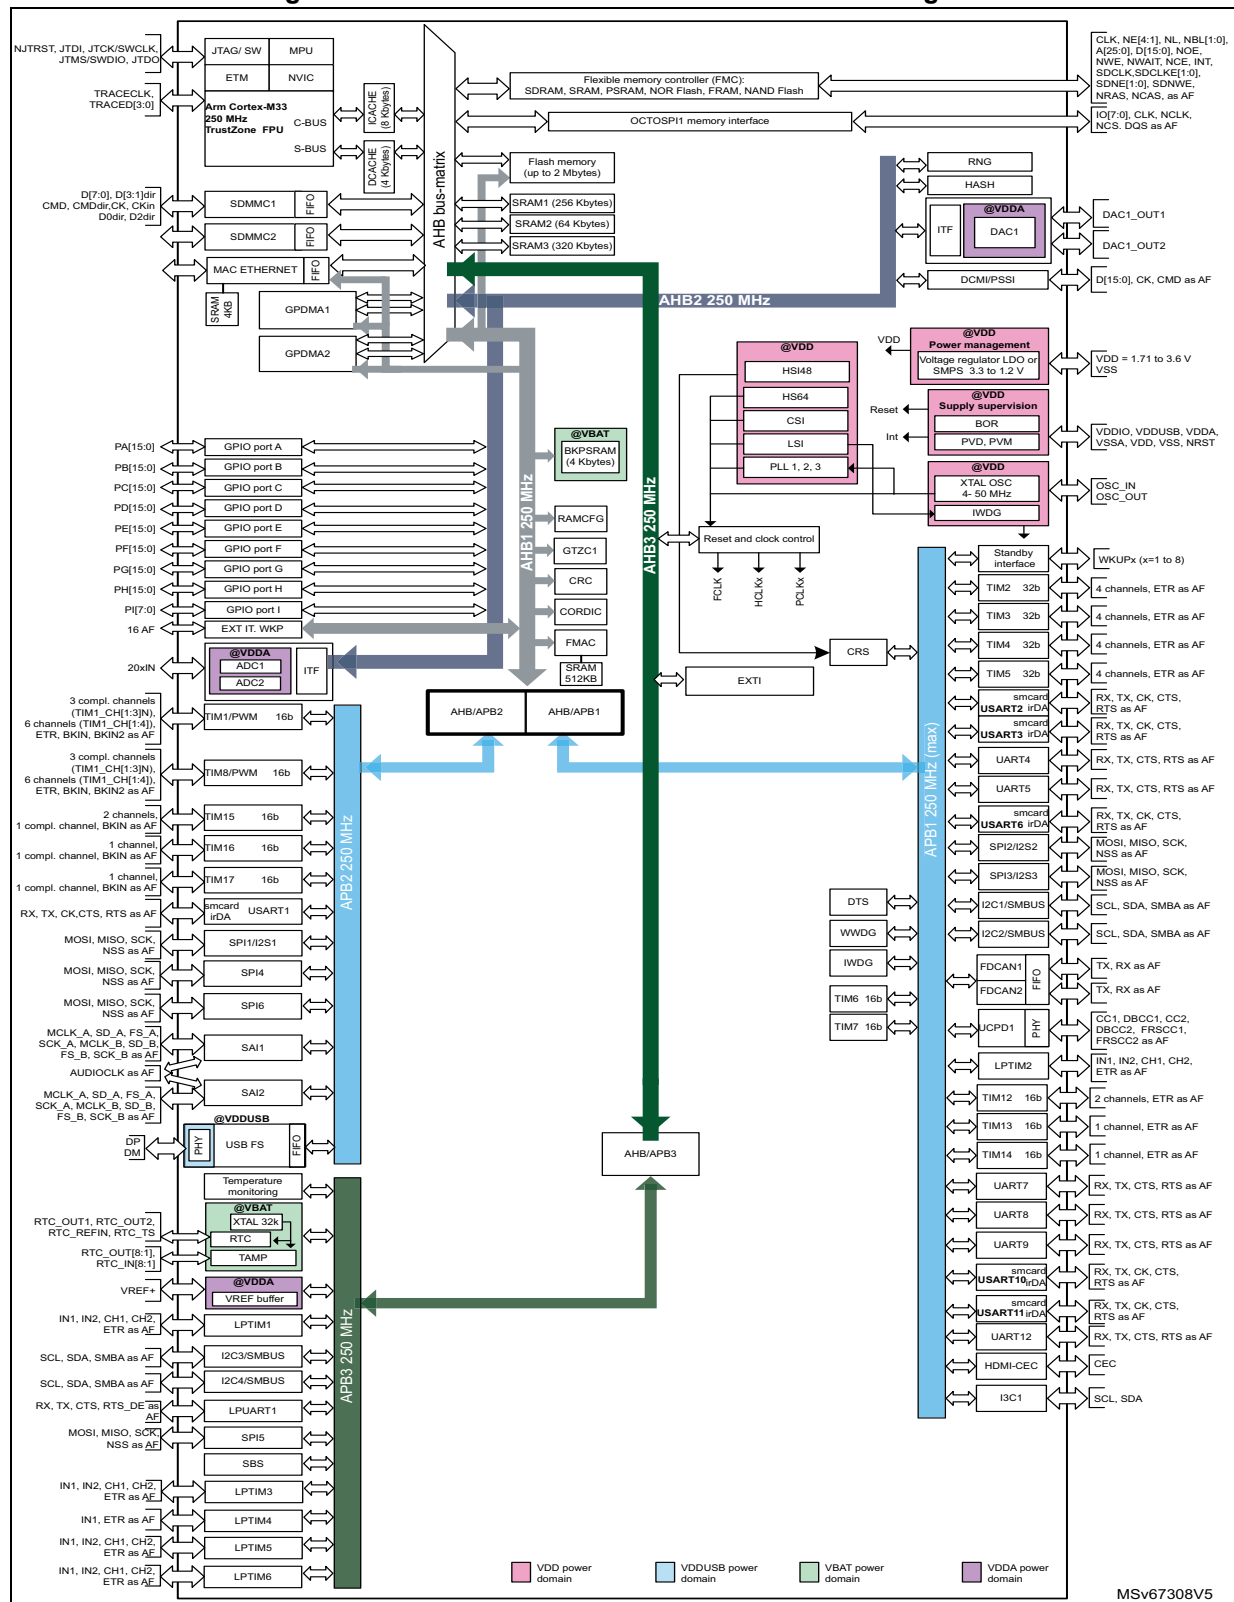 NJTRST, JTDI, JTCK/SWCLK,
JTMS/SWDIO, JTDO
JTAG/ SW
MPU
ETM
NVIC
TRACECLK,
TRACED[3:0]
Arm Cortex-M33
250 MHz
TrustZone FPU
C-BUS
S-BUS
ICACHE
(8 Kbytes)
DCACHE
(4 Kbytes)
AHB bus-matrix
Flexible memory controller (FMC):
SDRAM, SRAM, PSRAM, NOR Flash, FRAM, NAND Flash
CLK, NE[4:1], NL, NBL[1:0],
A[25:0], D[15:0], NOE,
NWE, NWAIT, NCE, INT,
SDCLK,SDCLKE[1:0],
SDNE[1:0], SDNWE,
NRAS, NCAS, as AF
OCTOSPI1 memory interface
IO[7:0], CLK, NCLK,
NCS. DQS as AF
Flash memory
(up to 2 Mbytes)
SRAM1 (256 Kbytes)
SRAM2 (64 Kbytes)
SRAM3 (320 Kbytes)
RNG
HASH
@VDDA
ITF
DAC1
DAC1_OUT1
DAC1_OUT2
DCMI/PSSI
D[15:0], CK, CMD as AF
D[7:0], D[3:1]dir
CMD, CMDdir,CK, CKin
D0dir, D2dir
SDMMC1
FIFO
SDMMC2
FIFO
MAC ETHERNET
FIFO
SRAM
4KB
GPDMA1
GPDMA2
AHB2 250 MHz
AHB1 250 MHz
AHB3 250 MHz
@VDD
HSI48
HS64
CSI
LSI
PLL 1, 2, 3
VDD
@VDD
Power management
Voltage regulator LDO or
SMPS 3.3 to 1.2 V
VDD = 1.71 to 3.6 V
VSS
Reset
Int
@VDD
Supply supervision
BOR
PVD, PVM
VDDIO, VDDUSB, VDDA,
VSSA, VDD, VSS, NRST
@VDD
XTAL OSC
4- 50 MHz
IWDG
OSC_IN
OSC_OUT
PA[15:0]
GPIO port A
PB[15:0]
GPIO port B
PC[15:0]
GPIO port C
PD[15:0]
GPIO port D
PE[15:0]
GPIO port E
PF[15:0]
GPIO port F
PG[15:0]
GPIO port G
PH[15:0]
GPIO port H
PI[7:0]
GPIO port I
16 AF
EXT IT. WKP
@VBAT
BKPSRAM
(4 Kbytes)
RAMCFG
GTZC1
CRC
CORDIC
FMAC
SRAM
512KB
Reset and clock control
FCLK
HCLKx
PCLKx
CRS
EXTI
20xIN
@VDDA
ADC1
ADC2
ITF
AHB/APB2
AHB/APB1
3 compl. channels
(TIM1_CH[1:3]N),
6 channels (TIM1_CH[1:4]),
ETR, BKIN, BKIN2 as AF
TIM1/PWM 16b
3 compl. channels
(TIM1_CH[1:3]N),
6 channels (TIM1_CH[1:4]),
ETR, BKIN, BKIN2 as AF
TIM8/PWM 16b
2 channels,
1 compl. channel, BKIN as AF
TIM15 16b
1 channel,
1 compl. channel, BKIN as AF
TIM16 16b
1 channel,
1 compl. channel, BKIN as AF
TIM17 16b
RX, TX, CK,CTS, RTS as AF
smcard
irDA
USART1
MOSI, MISO, SCK,
NSS as AF
SPI1/I2S1
MOSI, MISO, SCK,
NSS as AF
SPI4
MOSI, MISO, SCK,
NSS as AF
SPI6
MCLK_A, SD_A, FS_A,
SCK_A, MCLK_B, SD_B,
FS_B, SCK_B as AF
SAI1
AUDIOCLK as AF
MCLK_A, SD_A, FS_A,
SCK_A, MCLK_B, SD_B,
FS_B, SCK_B as AF
SAI2
@VDDUSB
DP
DM
PHY
USB FS
FIFO
APB2 250 MHz
Temperature
monitoring
@VBAT
XTAL 32k
RTC
TAMP
RTC_OUT1, RTC_OUT2,
RTC_REFIN, RTC_TS
RTC_OUT[8:1],
RTC_IN[8:1]
@VDDA
VREF buffer
VREF+
IN1, IN2, CH1, CH2,
ETR as AF
LPTIM1
SCL, SDA, SMBA as AF
I2C3/SMBUS
SCL, SDA, SMBA as AF
I2C4/SMBUS
RX, TX, CTS, RTS_DE as
AF
LPUART1
MOSI, MISO, SCK,
NSS as AF
SPI5
SBS
IN1, IN2, CH1, CH2,
ETR as AF
LPTIM3
IN1, ETR as AF
LPTIM4
IN1, IN2, CH1, CH2,
ETR as AF
LPTIM5
IN1, IN2, CH1, CH2,
ETR as AF
LPTIM6
APB3 250 MHz
AHB/APB3
DTS
WWDG
IWDG
TIM6 16b
TIM7 16b
APB1 250 MHz (max)
Standby
interface
WKUPx (x=1 to 8)
TIM2 32b
4 channels, ETR as AF
TIM3 32b
4 channels, ETR as AF
TIM4 32b
4 channels, ETR as AF
TIM5 32b
4 channels, ETR as AF
smcard
USART2 irDA
RX, TX, CK, CTS,
RTS as AF
smcard
USART3 irDA
RX, TX, CK, CTS,
RTS as AF
UART4
RX, TX, CTS, RTS as AF
UART5
RX, TX, CTS, RTS as AF
smcard
USART6 irDA
RX, TX, CK, CTS,
RTS as AF
SPI2/I2S2
MOSI, MISO, SCK,
NSS as AF
SPI3/I2S3
MOSI, MISO, SCK,
NSS as AF
I2C1/SMBUS
SCL, SDA, SMBA as AF
I2C2/SMBUS
SCL, SDA, SMBA as AF
FDCAN1
FDCAN2
FIFO
TX, RX as AF
TX, RX as AF
UCPD1
PHY
CC1, DBCC1, CC2,
DBCC2, FRSCC1,
FRSCC2 as AF
LPTIM2
IN1, IN2, CH1, CH2,
ETR as AF
TIM12 16b
2 channels, ETR as AF
TIM13 16b
1 channel, ETR as AF
TIM14 16b
1 channel, ETR as AF
UART7
RX, TX, CTS, RTS as AF
UART8
RX, TX, CTS, RTS as AF
UART9
RX, TX, CTS, RTS as AF
smcard
USART10 irDA
RX, TX, CK, CTS,
RTS as AF
smcard
USART11 irDA
RX, TX, CK, CTS,
RTS as AF
UART12
RX, TX, CTS, RTS as AF
HDMI-CEC
CEC
I3C1
SCL, SDA
VDD power
domain
VDDUSB power
domain
VBAT power
domain
VDDA power
domain
MSv67308V5